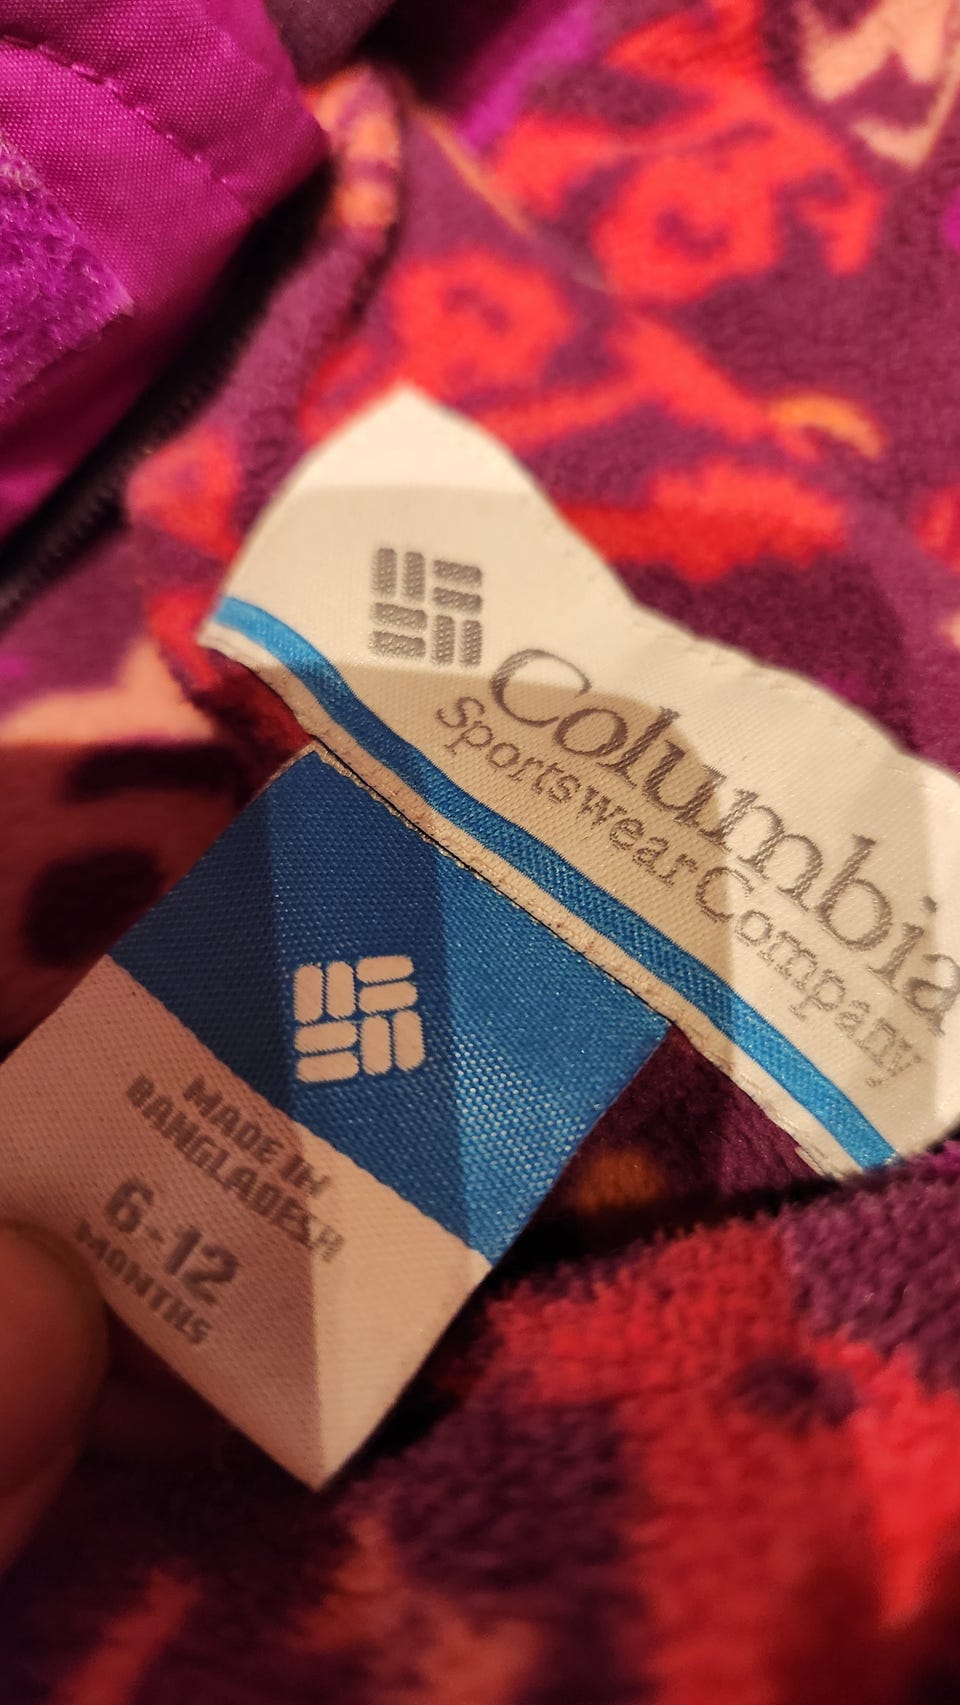 Columbia
Sportswear Company
MADE IN
BANGLADESH
6-12
MONTHS